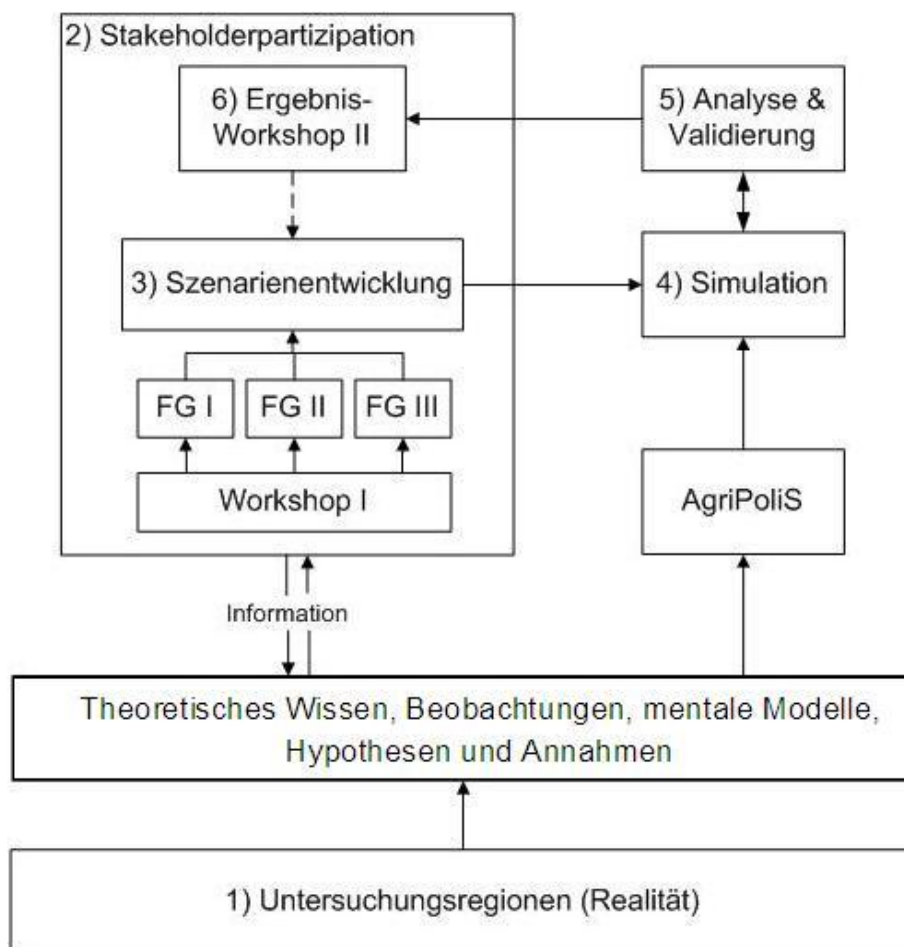 2) Stakeholderpartizipation
6) Ergebnis-
Workshop II
5) Analyse &
Validierung
3) Szenarienentwicklung
4) Simulation
FG I
FG II
FG III
Workshop I
AgriPoliS
Information
Theoretisches Wissen, Beobachtungen, mentale Modelle,
Hypothesen und Annahmen
1) Untersuchungsregionen (Realität)